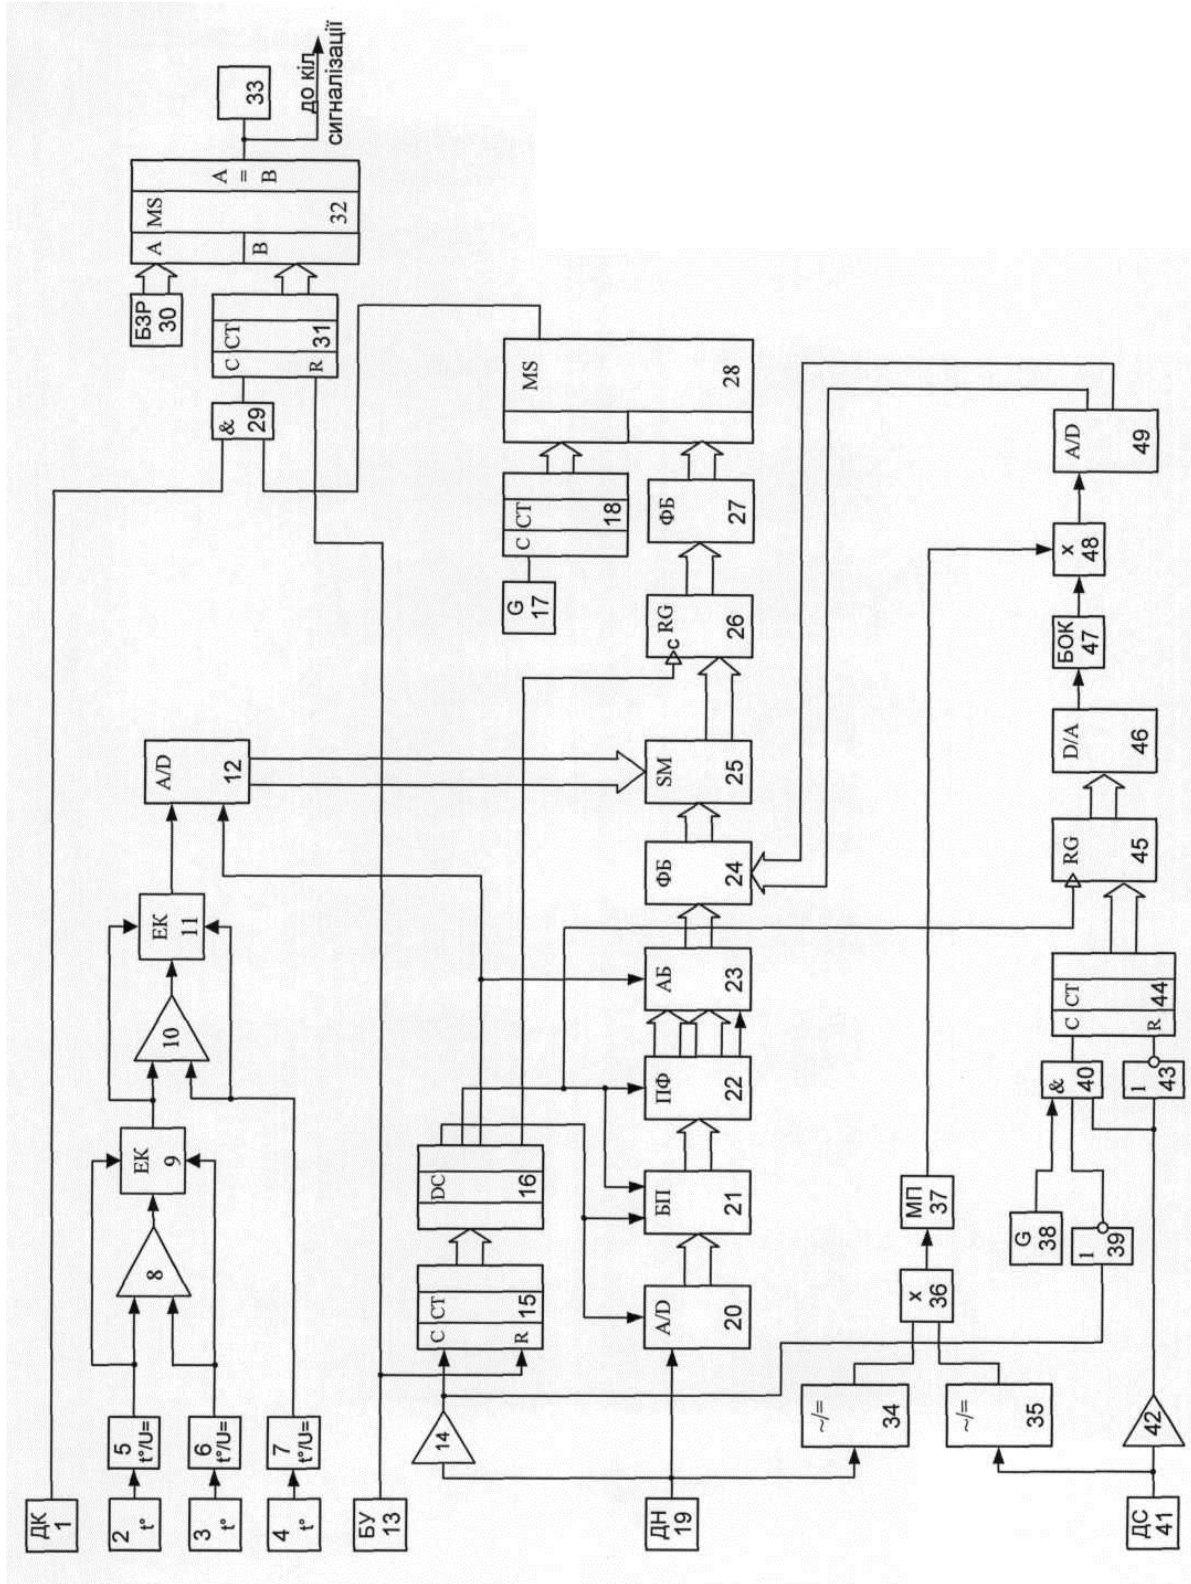 ДК
1
2
t°
3
t°
4
t°
5
t°/U=
6
t°/U=
7
t°/U=
8
ЕК
9
10
ЕК
11
A/D
12
БУ
13
14
C CT
R
15
DC
16
G
17
C CT
18
ДН
19
A/D
20
БП
21
ПФ
22
АБ
23
ФБ
24
SM
25
C RG
26
ФБ
27
MS
28
&
29
БЗР
30
C CT
R
31
A MS
B
32
A
=
B
33
до кіл
сигналізації
~/=
34
~/=
35
x
36
МП
37
G
38
1
39
&
40
ДС
41
42
1
43
C CT
R
44
RG
45
D/A
46
БОК
47
x
48
A/D
49